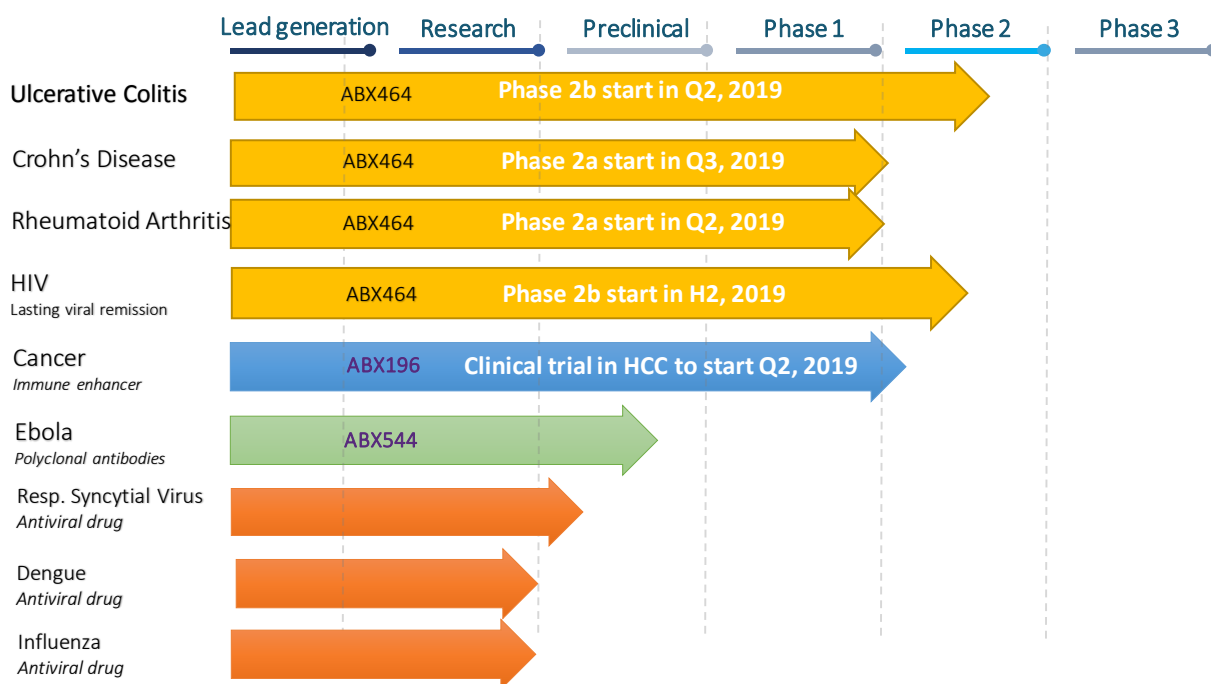 Lead generation
Research
Preclinical
Phase 1
Phase 2
Phase 3
Ulcerative Colitis
ABX464
Phase 2b start in Q2, 2019
Crohn's Disease
ABX464
Phase 2a start in Q3, 2019
Rheumatoid Arthritis
ABX464
Phase 2a start in Q2, 2019
HIV
Lasting viral remission
ABX464
Phase 2b start in H2, 2019
Cancer
Immune enhancer
ABX196
Clinical trial in HCC to start Q2, 2019
Ebola
Polyclonal antibodies
ABX544
Resp. Syncytial Virus
Antiviral drug
Dengue
Antiviral drug
Influenza
Antiviral drug